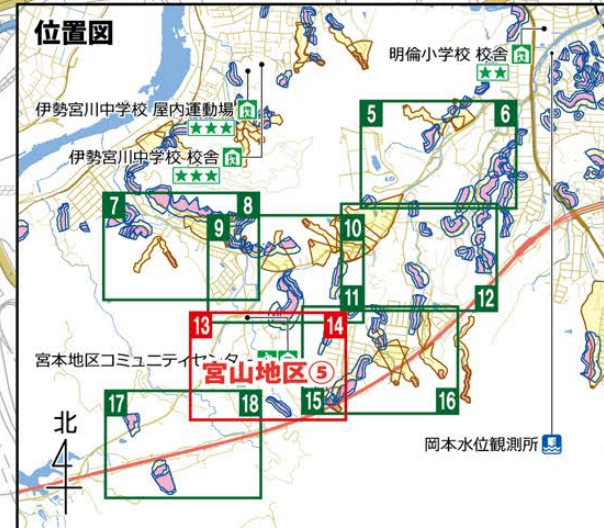 位置図
明倫小学校 校舎
★★
伊勢宮川中学校 屋内運動場
★★★
伊勢宮川中学校 校舎
★★★
5
6
7
8
9
10
11
12
13
14
宮本地区コミュニティセンター
宮山地区⑤
15
16
17
18
北
岡本水位観測所